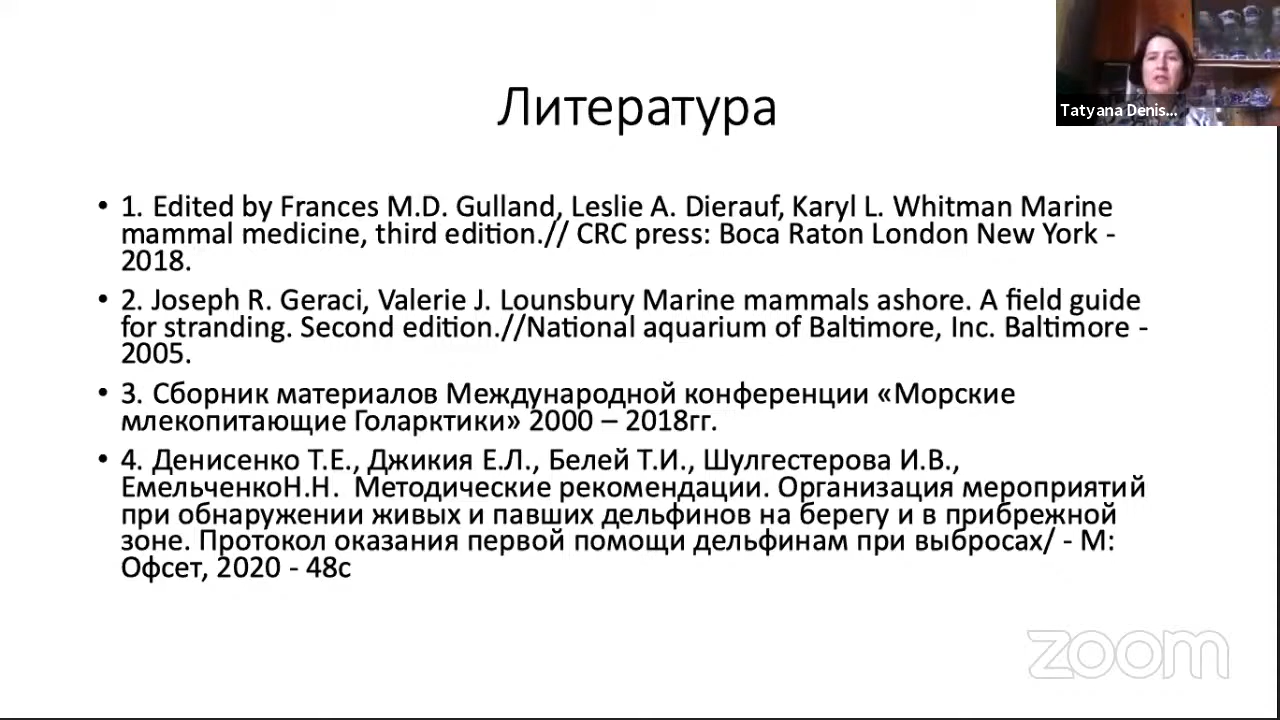 Литература
Tatyana Denis...
• 1. Edited by Frances M.D. Gulland, Leslie A. Dierauf, Karyl L. Whitman Marine
mammal medicine, third edition.// CRC press: Boca Raton London New York -
2018.
• 2. Joseph R. Geraci, Valerie J. Lounsbury Marine mammals ashore. A field guide
for stranding. Second edition.//National aquarium of Baltimore, Inc. Baltimore -
2005.
• 3. Сборник материалов Международной конференции «Морские
млекопитающие Голарктики» 2000 – 2018гг.
• 4. Денисенко Т.Е., Джикия Е.Л., Белей Т.И., Шулгестерова И.В.,
ЕмельченкоН.Н. Методические рекомендации. Организация мероприятий
при обнаружении живых и павших дельфинов на берегу и в прибрежной
зоне. Протокол оказания первой помощи дельфинам при выбросах/ - М:
Офсет, 2020 - 48с
zoom